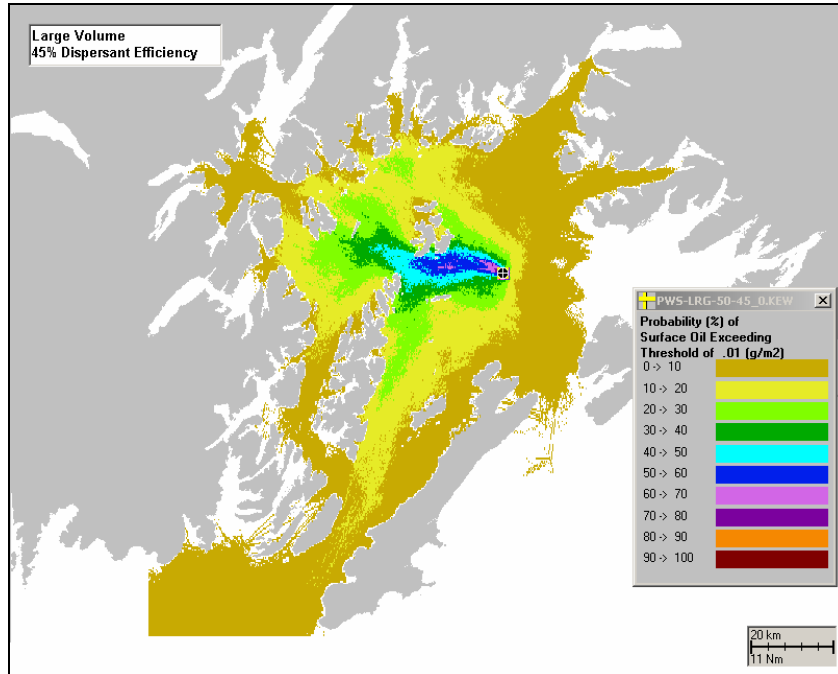 Large Volume
45% Dispersant Efficiency
PWS-LRG-50-45_0.KEW
Probability (%) of
Surface Oil Exceeding
Threshold of .01 (g/m2)
0 -> 10
10 -> 20
20 -> 30
30 -> 40
40 -> 50
50 -> 60
60 -> 70
70 -> 80
80 -> 90
90 -> 100
20 km
11 Nm